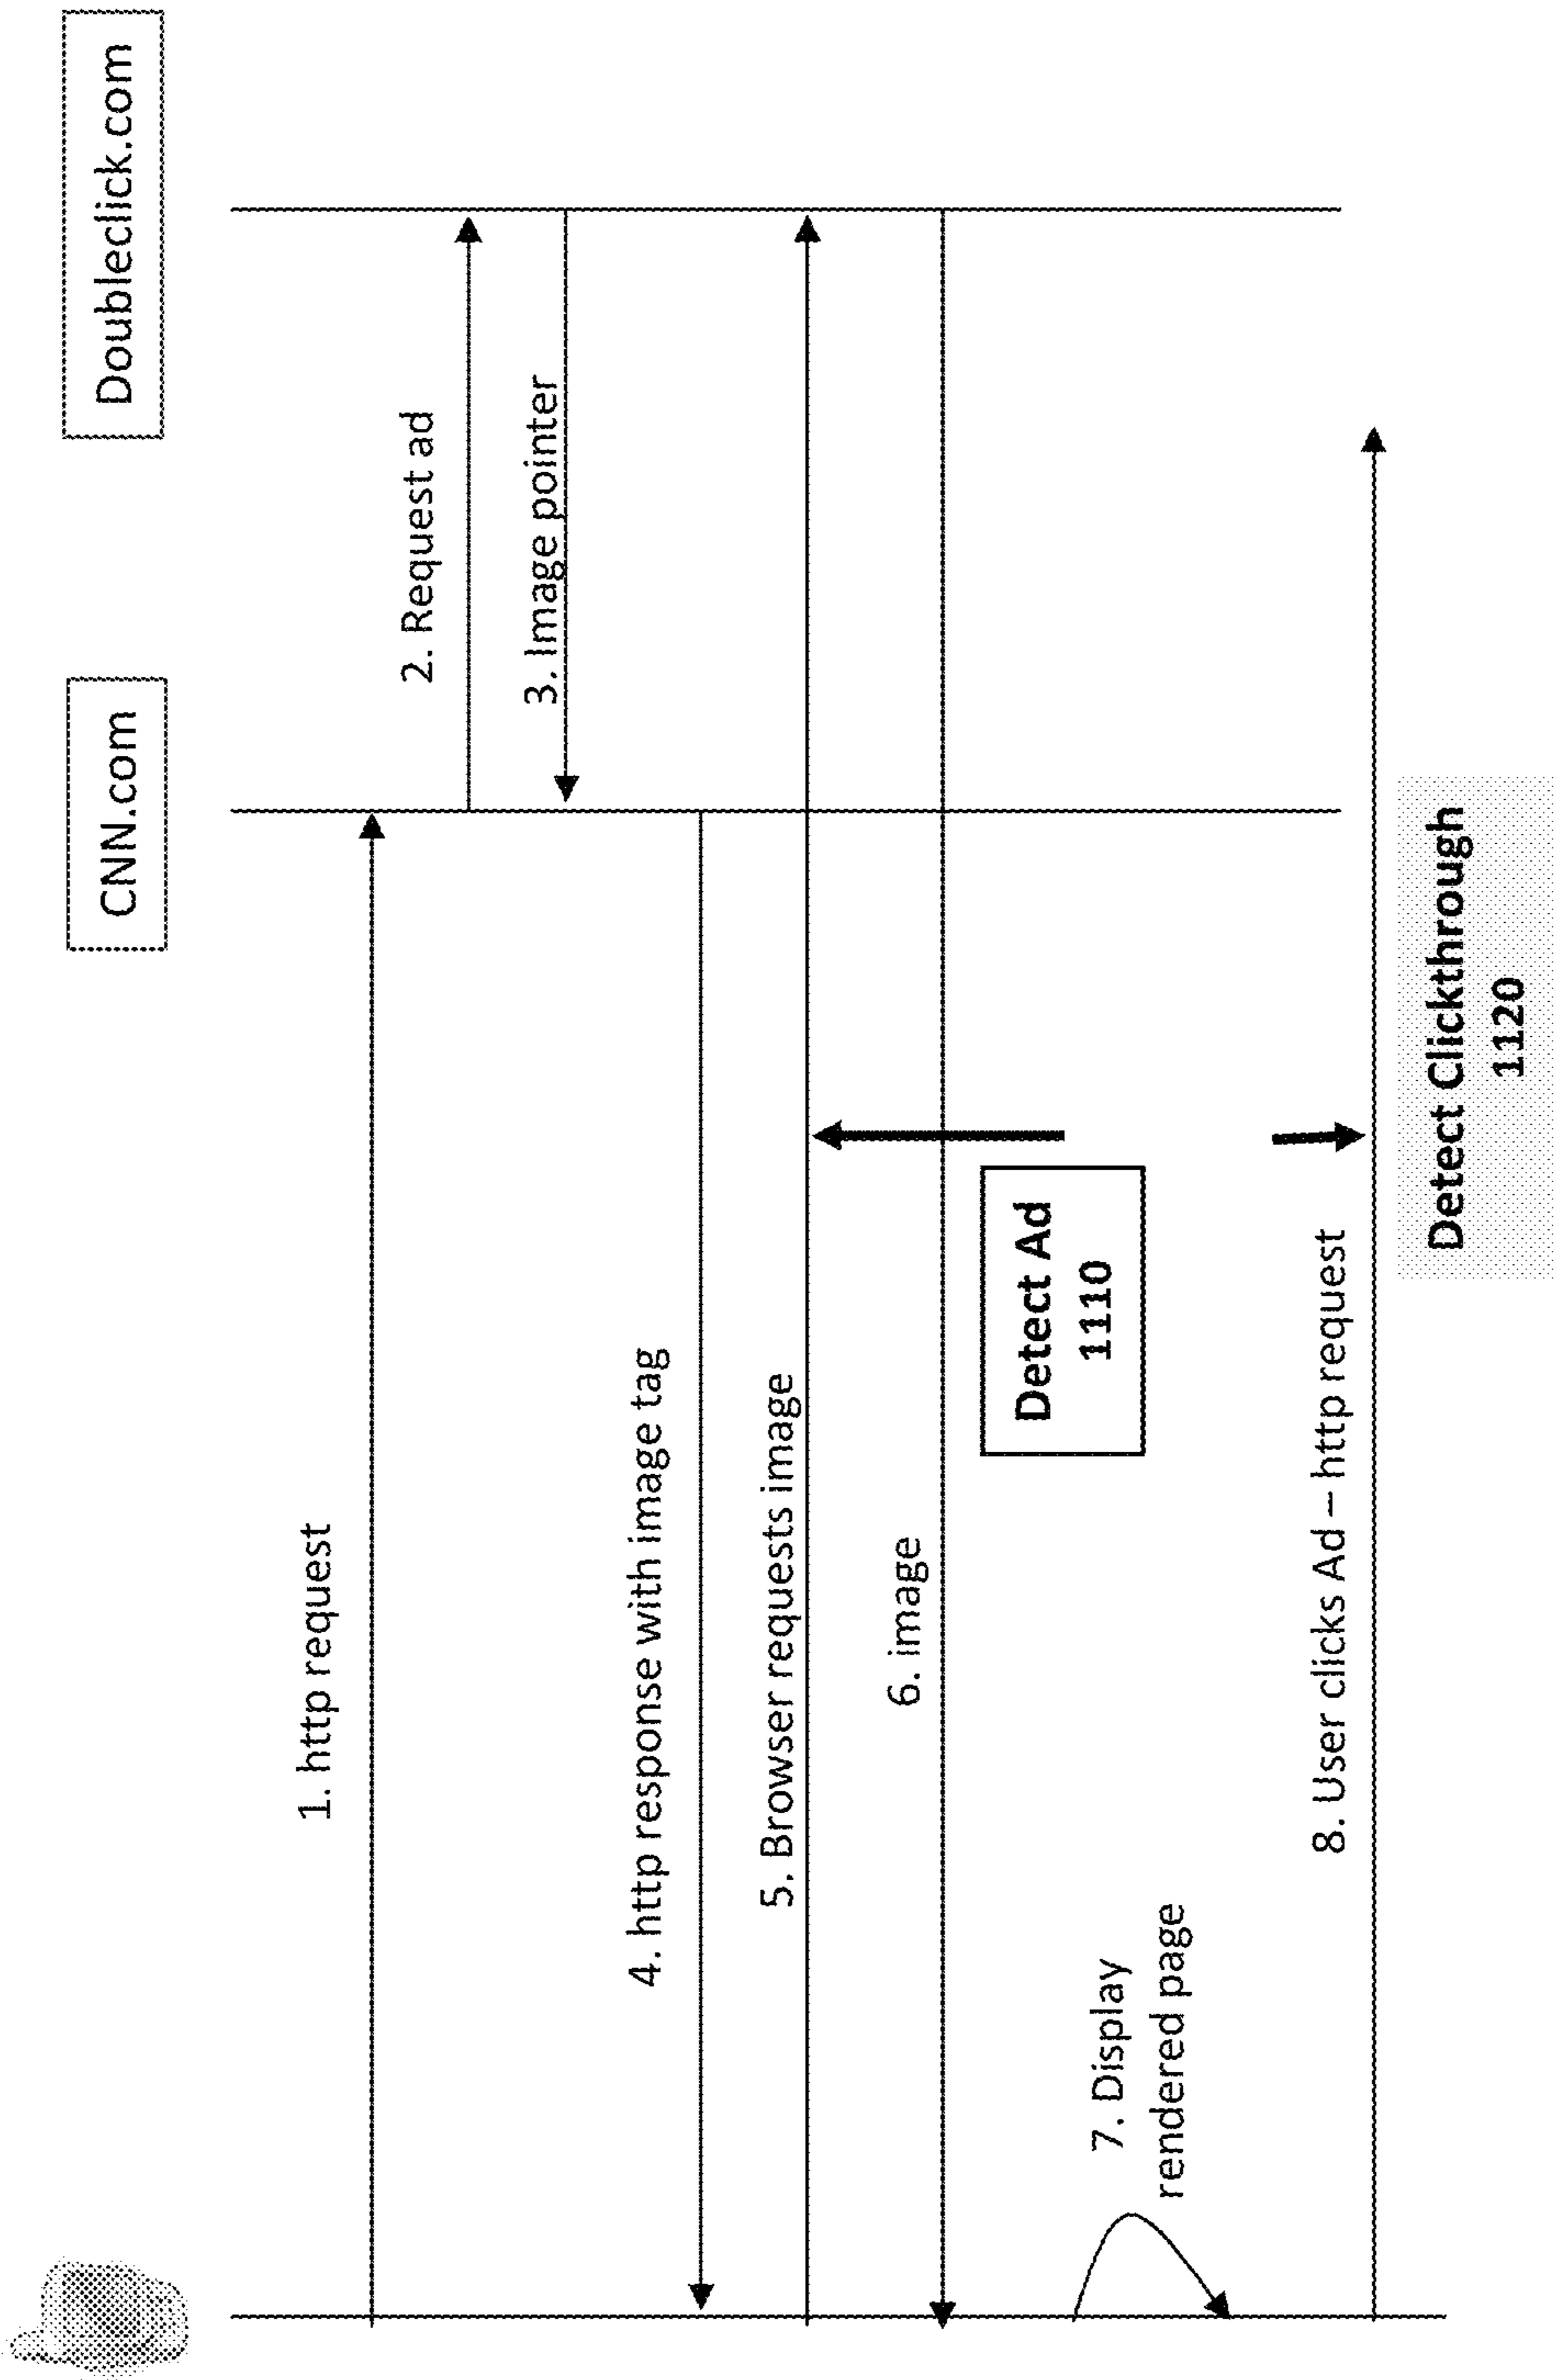 CNN.com
Doubleclick.com
1. http request
2. Request ad
3. Image pointer
4. http response with image tag
5. Browser requests image
6. image
Detect Ad
1110
7. Display
rendered page
8. User clicks Ad – http request
Detect Clickthrough
1120